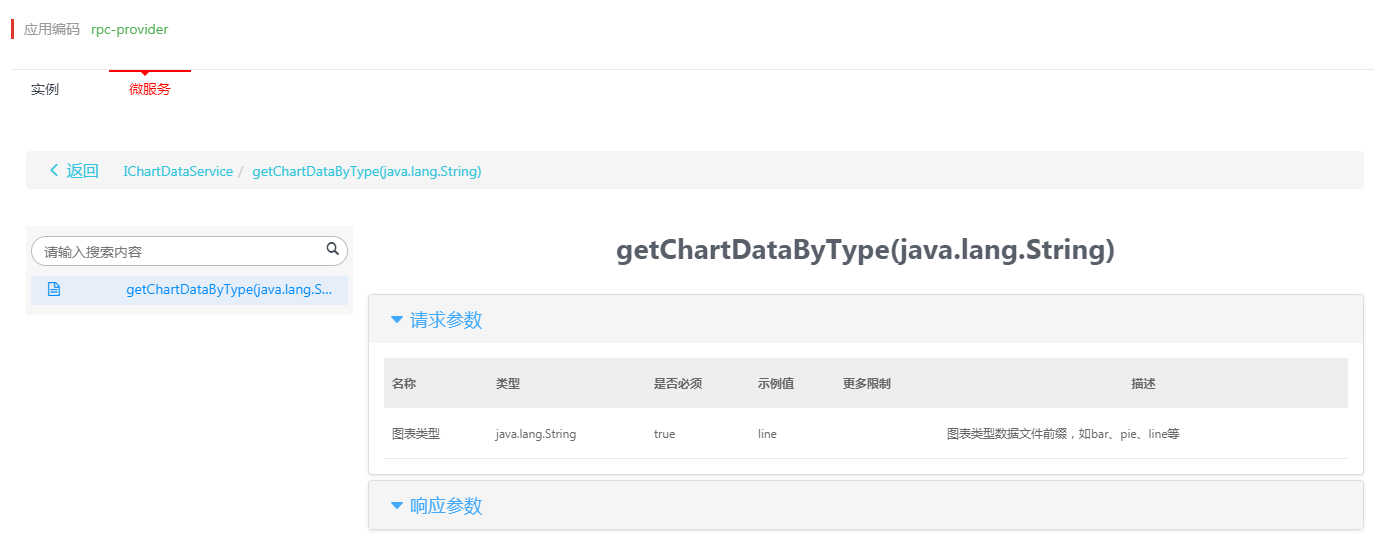 应用编码 rpc-provider
实例 微服务
返回 IChartDataService / getChartDataByType(java.lang.String)
请输入搜索内容
getChartDataByType(java.lang.S...
getChartDataByType(java.lang.String)
请求参数
名称 类型 是否必须 示例值 更多限制 描述
图表类型 java.lang.String true line 图表类型数据文件前缀，如bar、pie、line等
响应参数